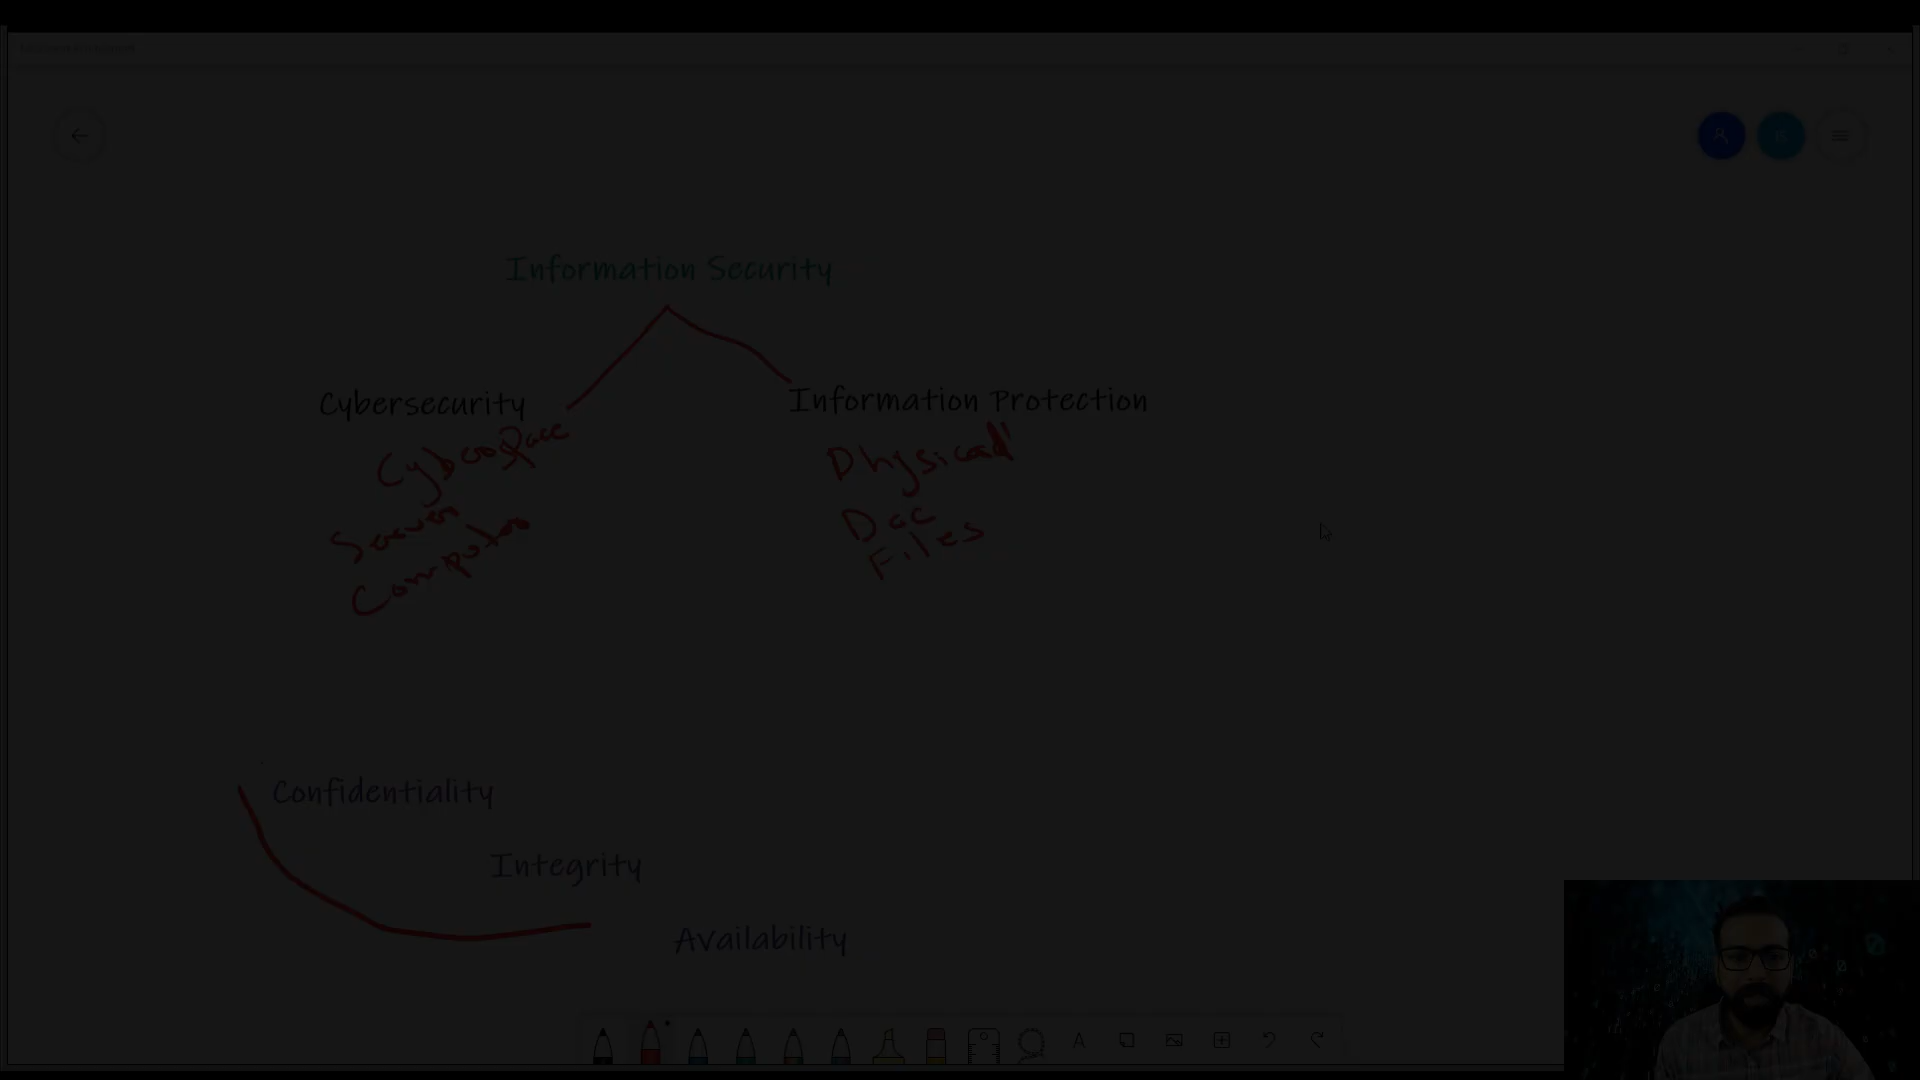 Information Security
Cybersecurity
Information Protection
Cyberspace
Physical
Server
Doc
Computer
Files
Confidentiality
Integrity
Availability
A